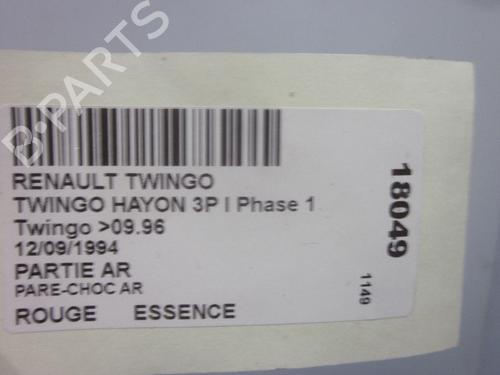 B-PARTS
RENAULT TWINGO
TWINGO HAYON 3P I Phase 1
Twingo >09.96
12/09/1994
PARTIE AR
PARE-CHOC AR
ROUGE ESSENCE
18049
1149